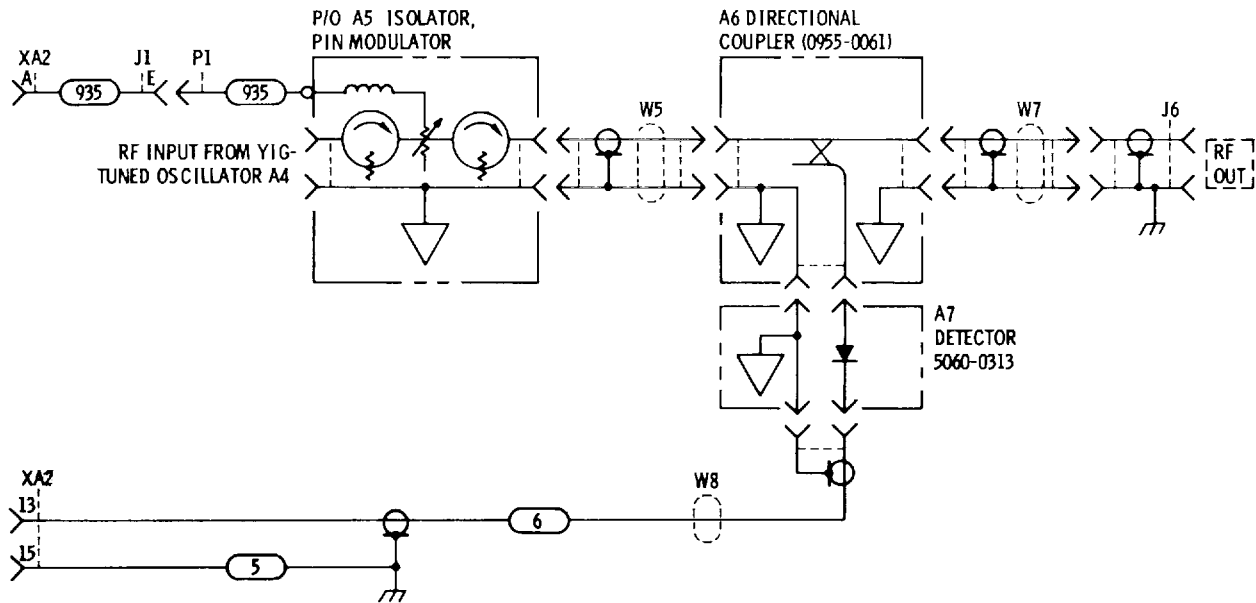 P/O A5 ISOLATOR,
PIN MODULATOR
A6 DIRECTIONAL
COUPLER (0955-0061)
XA2
A
J1
E
P1
935
935
W5
W7
J6
RF INPUT FROM YIG-
TUNED OSCILLATOR A4
RF
OUT
A7
DETECTOR
5060-0313
XA2
13
15
W8
6
5